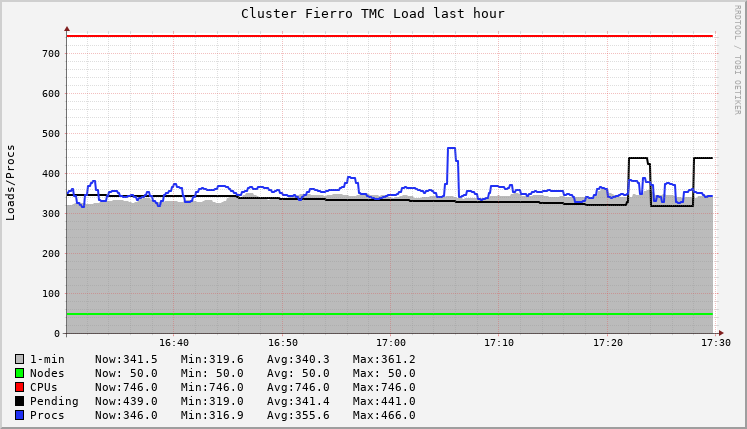 Cluster Fierro TMC Load last hour
RRDTOOL / TOBI OETIKER
Loads/Procs
700
600
500
400
300
200
100
0
16:40 16:50 17:00 17:10 17:20 17:30
1-min Now:341.5 Min:319.6 Avg:340.3 Max:361.2
Nodes Now: 50.0 Min: 50.0 Avg: 50.0 Max: 50.0
CPUs Now:746.0 Min:746.0 Avg:746.0 Max:746.0
Pending Now:439.0 Min:319.0 Avg:341.4 Max:441.0
Procs Now:346.0 Min:316.9 Avg:355.6 Max:466.0